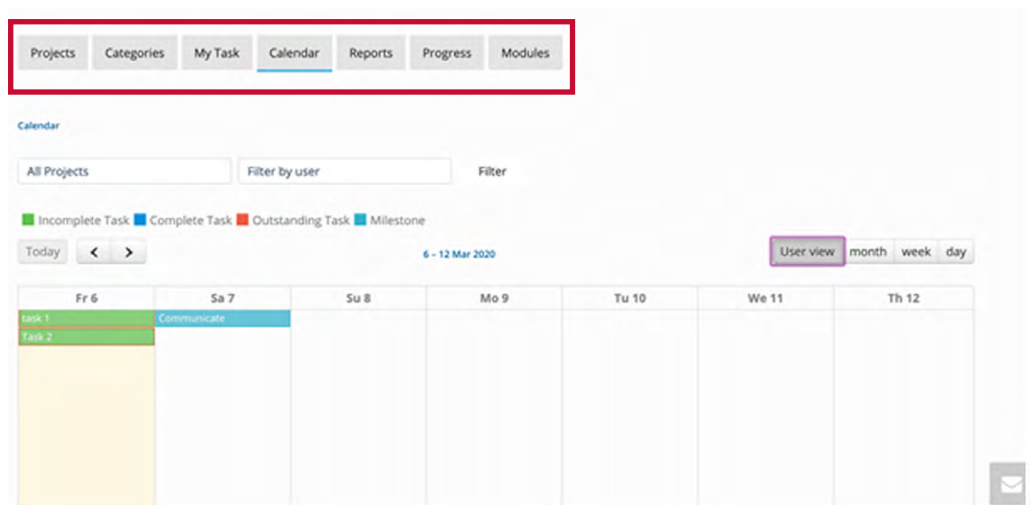 Projects Categories My Task Calendar Reports Progress Modules
Calendar
All Projects Filter by user Filter
Incomplete Task Complete Task Outstanding Task Milestone
Today 6 – 12 Mar 2020 User view month week day
Fr 6 Sa 7 Su 8 Mo 9 Tu 10 We 11 Th 12
task 1 Communicate
Task 2